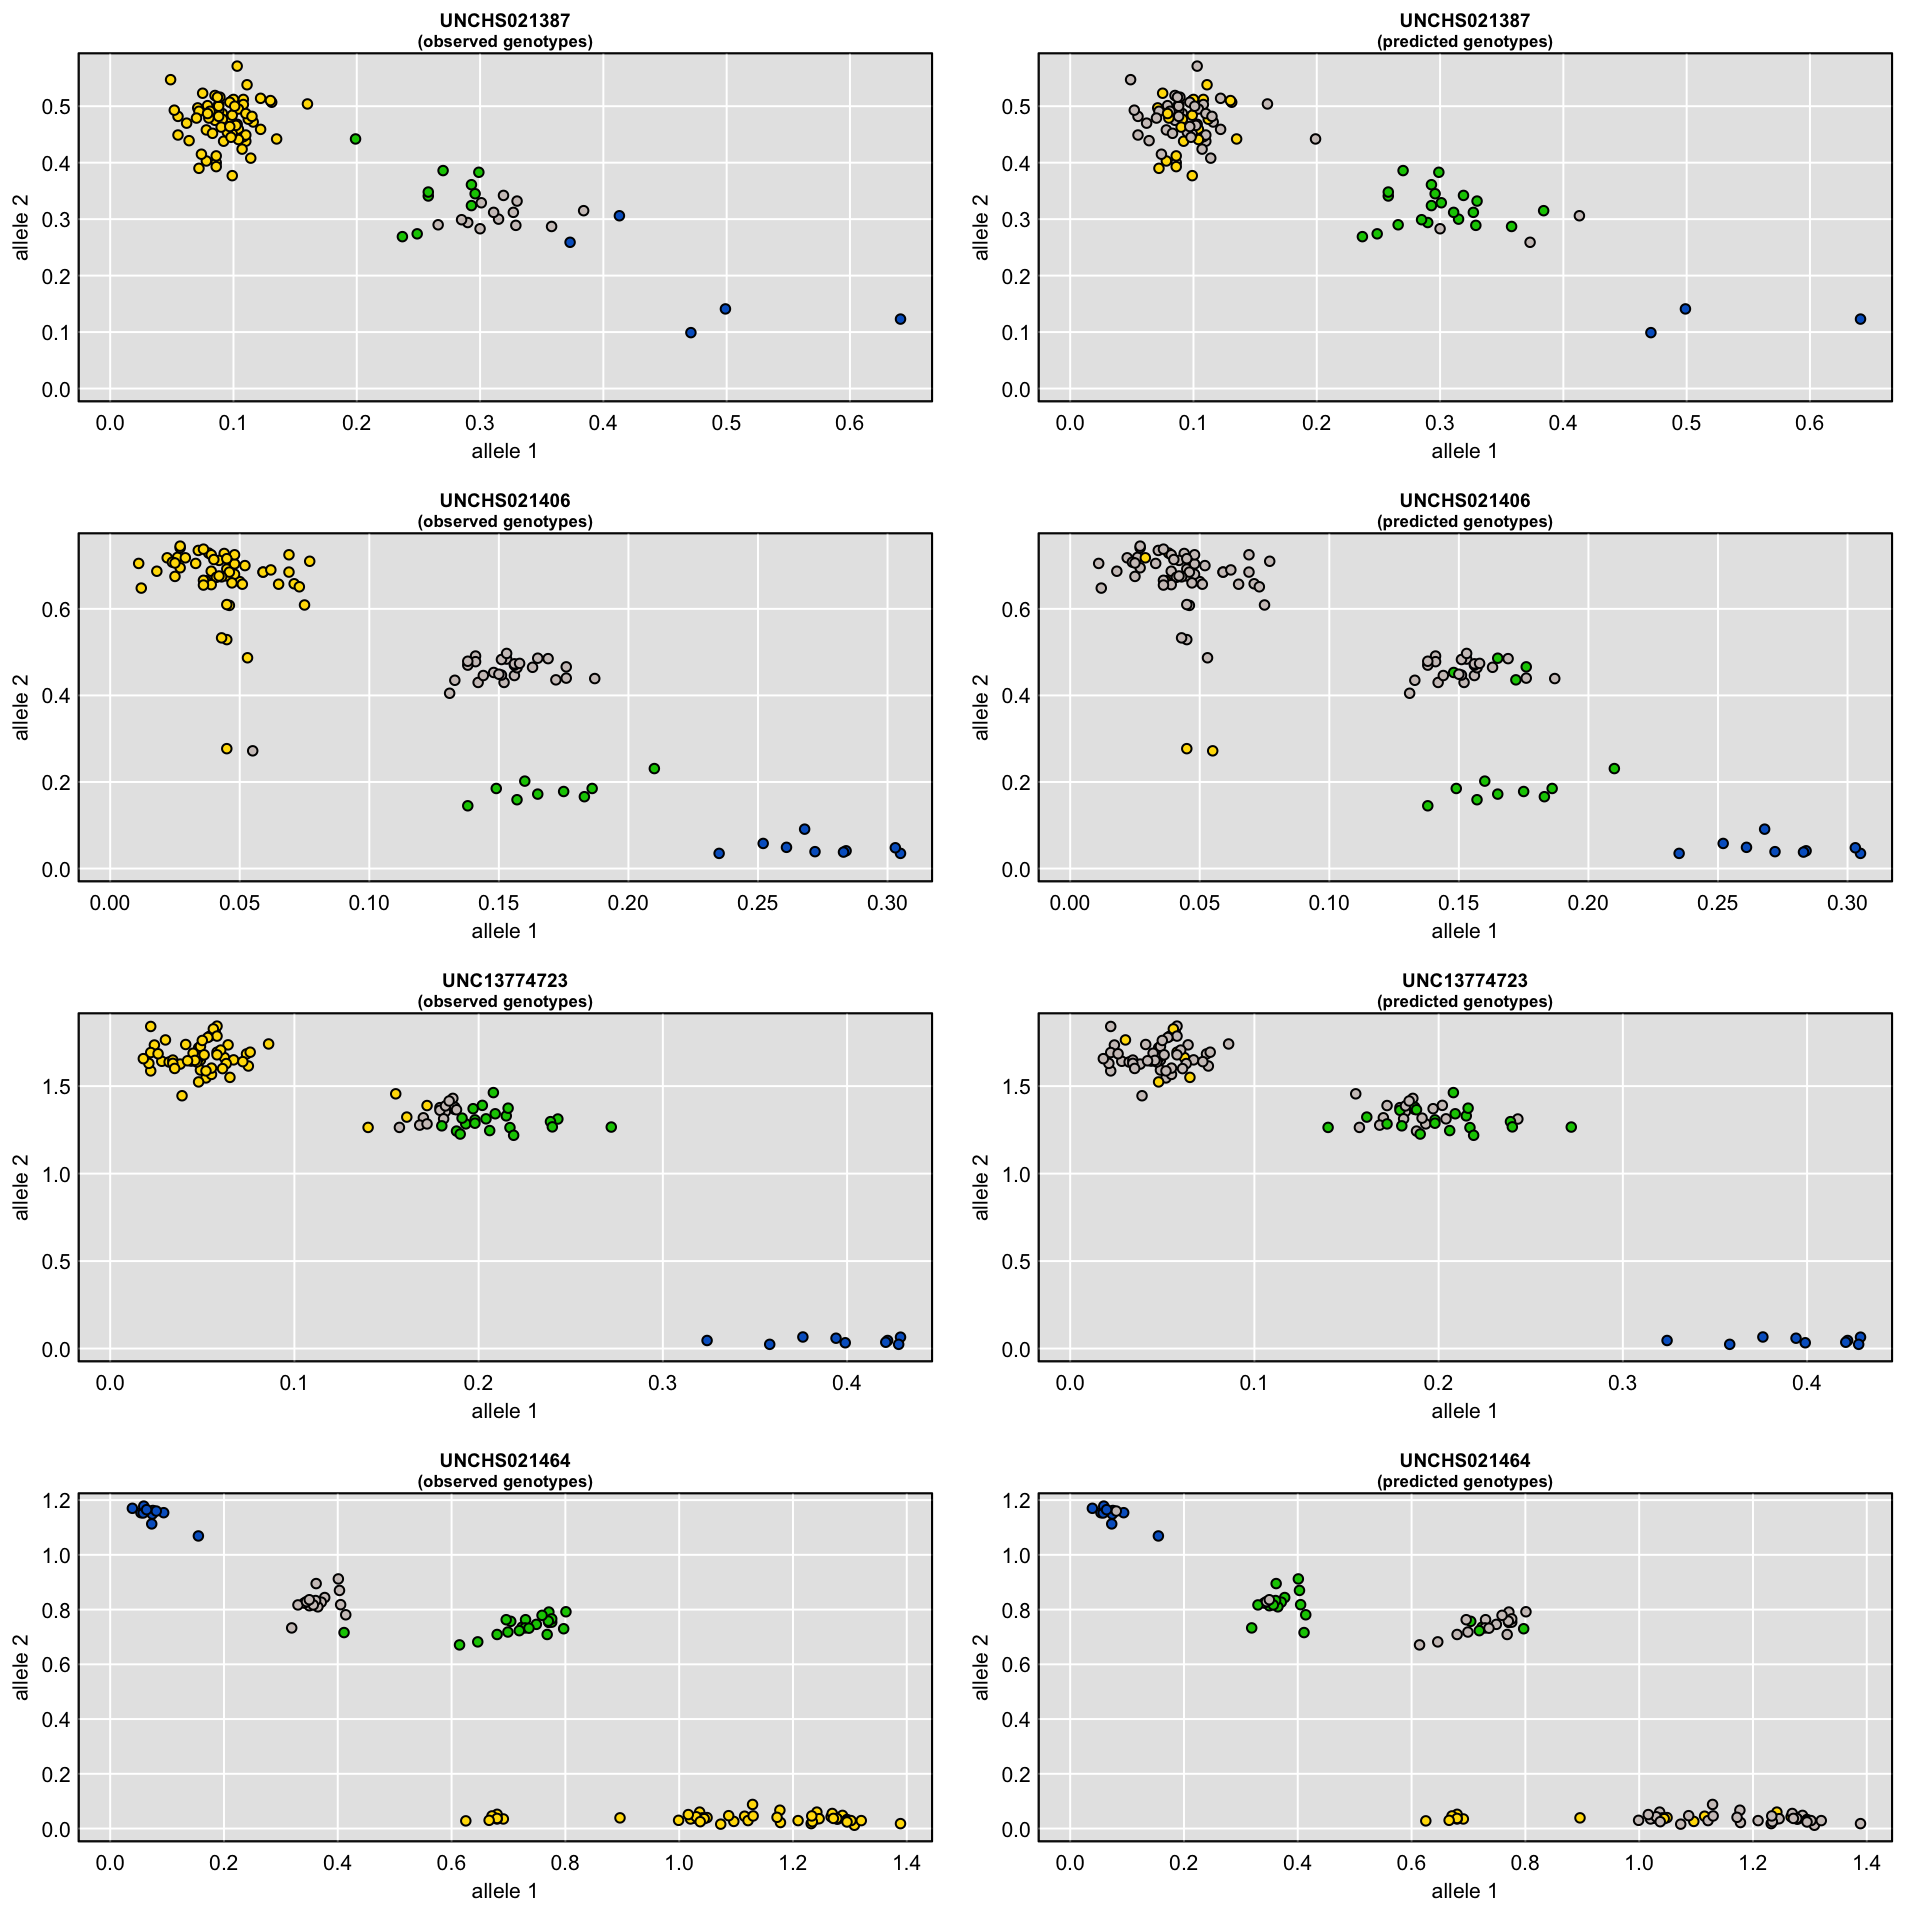 UNCHS021387
(observed genotypes)
allele 2
0.5
0.4
0.3
0.2
0.1
0.0
0.0 0.1 0.2 0.3 0.4 0.5 0.6
allele 1
UNCHS021387
(predicted genotypes)
allele 2
0.5
0.4
0.3
0.2
0.1
0.0
0.0 0.1 0.2 0.3 0.4 0.5 0.6
allele 1
UNCHS021406
(observed genotypes)
allele 2
0.6
0.4
0.2
0.0
0.00 0.05 0.10 0.15 0.20 0.25 0.30
allele 1
UNCHS021406
(predicted genotypes)
allele 2
0.6
0.4
0.2
0.0
0.00 0.05 0.10 0.15 0.20 0.25 0.30
allele 1
UNC13774723
(observed genotypes)
allele 2
1.5
1.0
0.5
0.0
0.0 0.1 0.2 0.3 0.4
allele 1
UNC13774723
(predicted genotypes)
allele 2
1.5
1.0
0.5
0.0
0.0 0.1 0.2 0.3 0.4
allele 1
UNCHS021464
(observed genotypes)
allele 2
1.2
1.0
0.8
0.6
0.4
0.2
0.0
0.0 0.2 0.4 0.6 0.8 1.0 1.2 1.4
allele 1
UNCHS021464
(predicted genotypes)
allele 2
1.2
1.0
0.8
0.6
0.4
0.2
0.0
0.0 0.2 0.4 0.6 0.8 1.0 1.2 1.4
allele 1